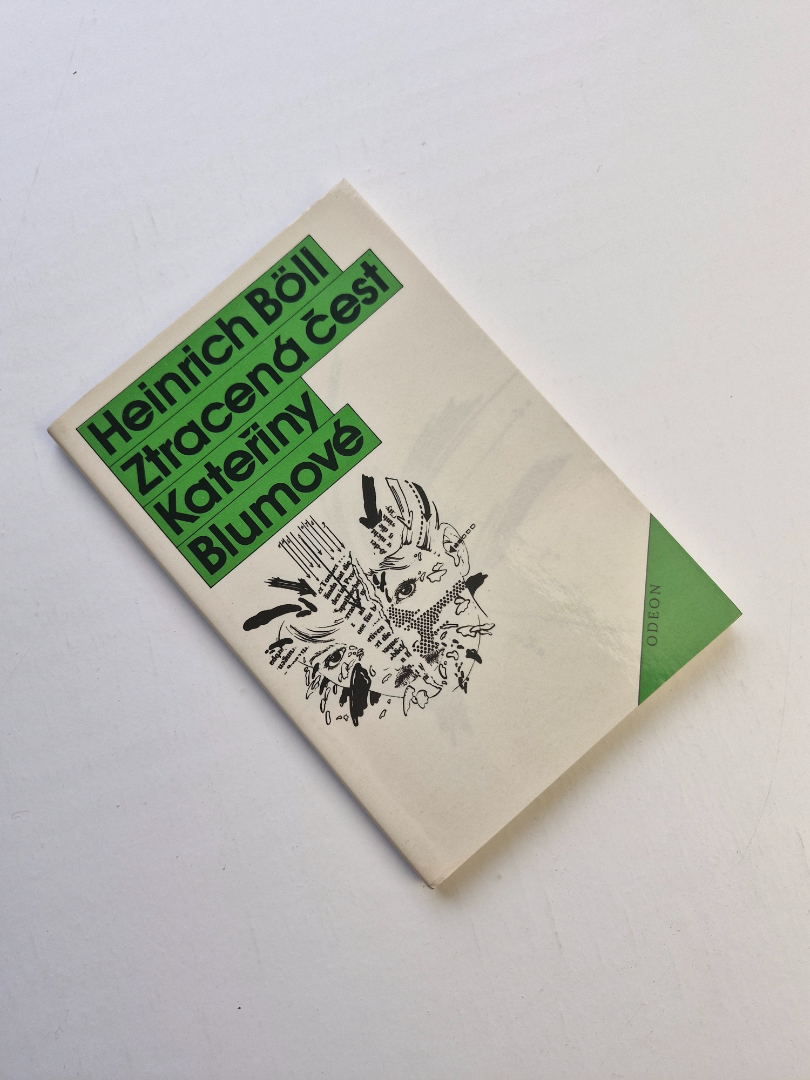 Heinrich Böll
Ztracená čest
Kateřiny
Blumové
ODEON